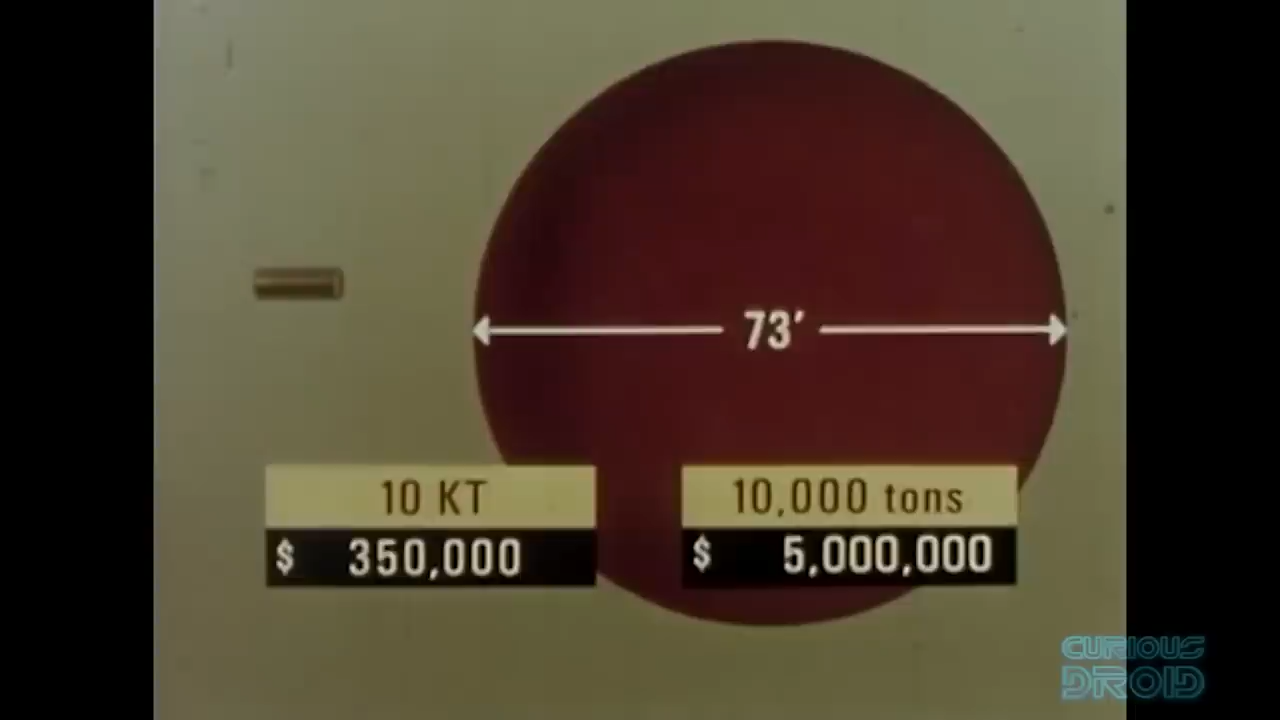 73′
10 KT
$ 350,000
10,000 tons
$ 5,000,000
CURIOUS
DROID